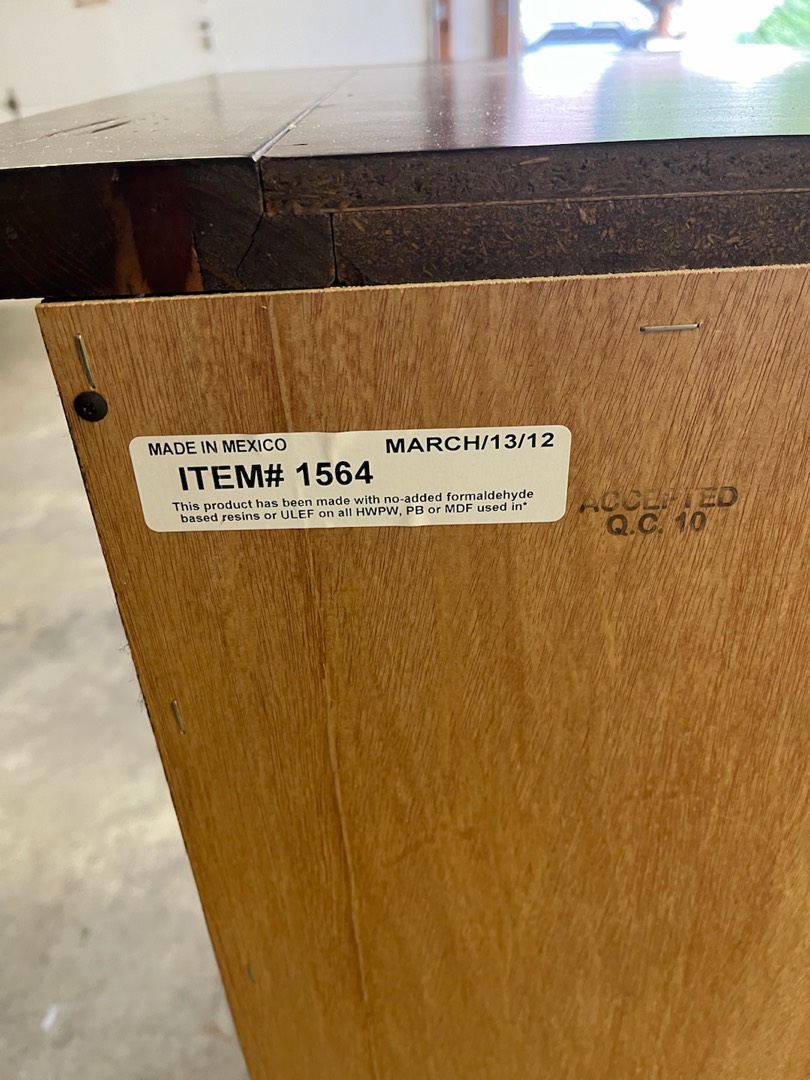 MADE IN MEXICO MARCH/13/12
ITEM# 1564
This product has been made with no-added formaldehyde
based resins or ULEF on all HWPW, PB or MDF used in*
ACCEPTED
Q.C. 10